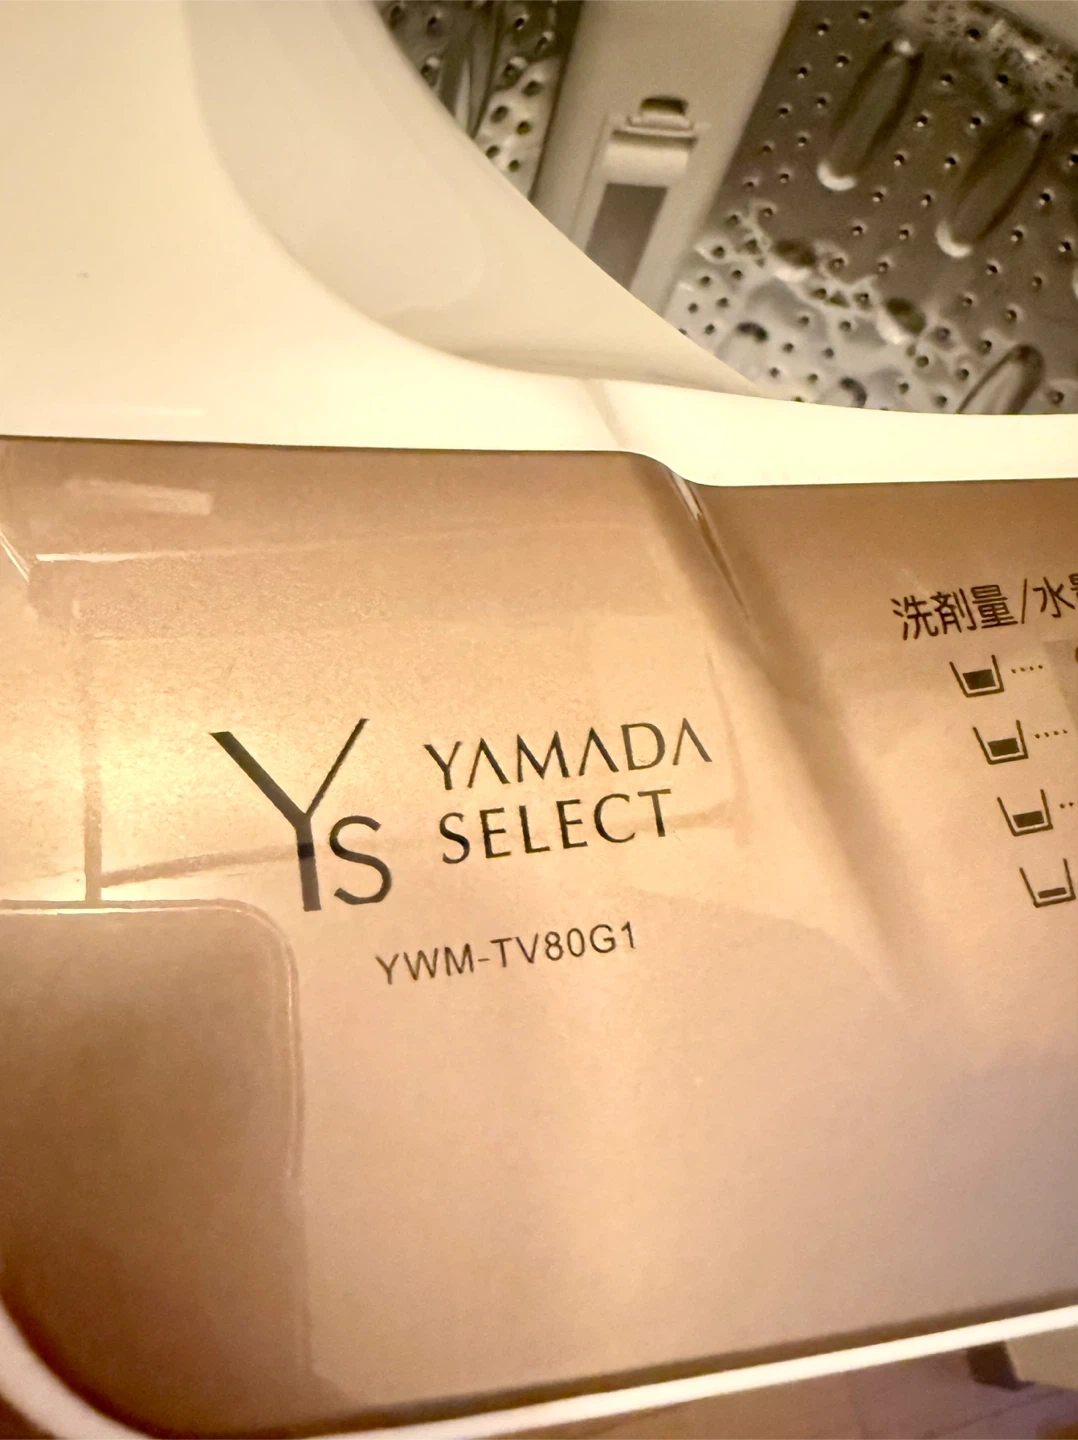 Ys
YAMADA
SELECT
YWM-TV80G1
洗剤量/水